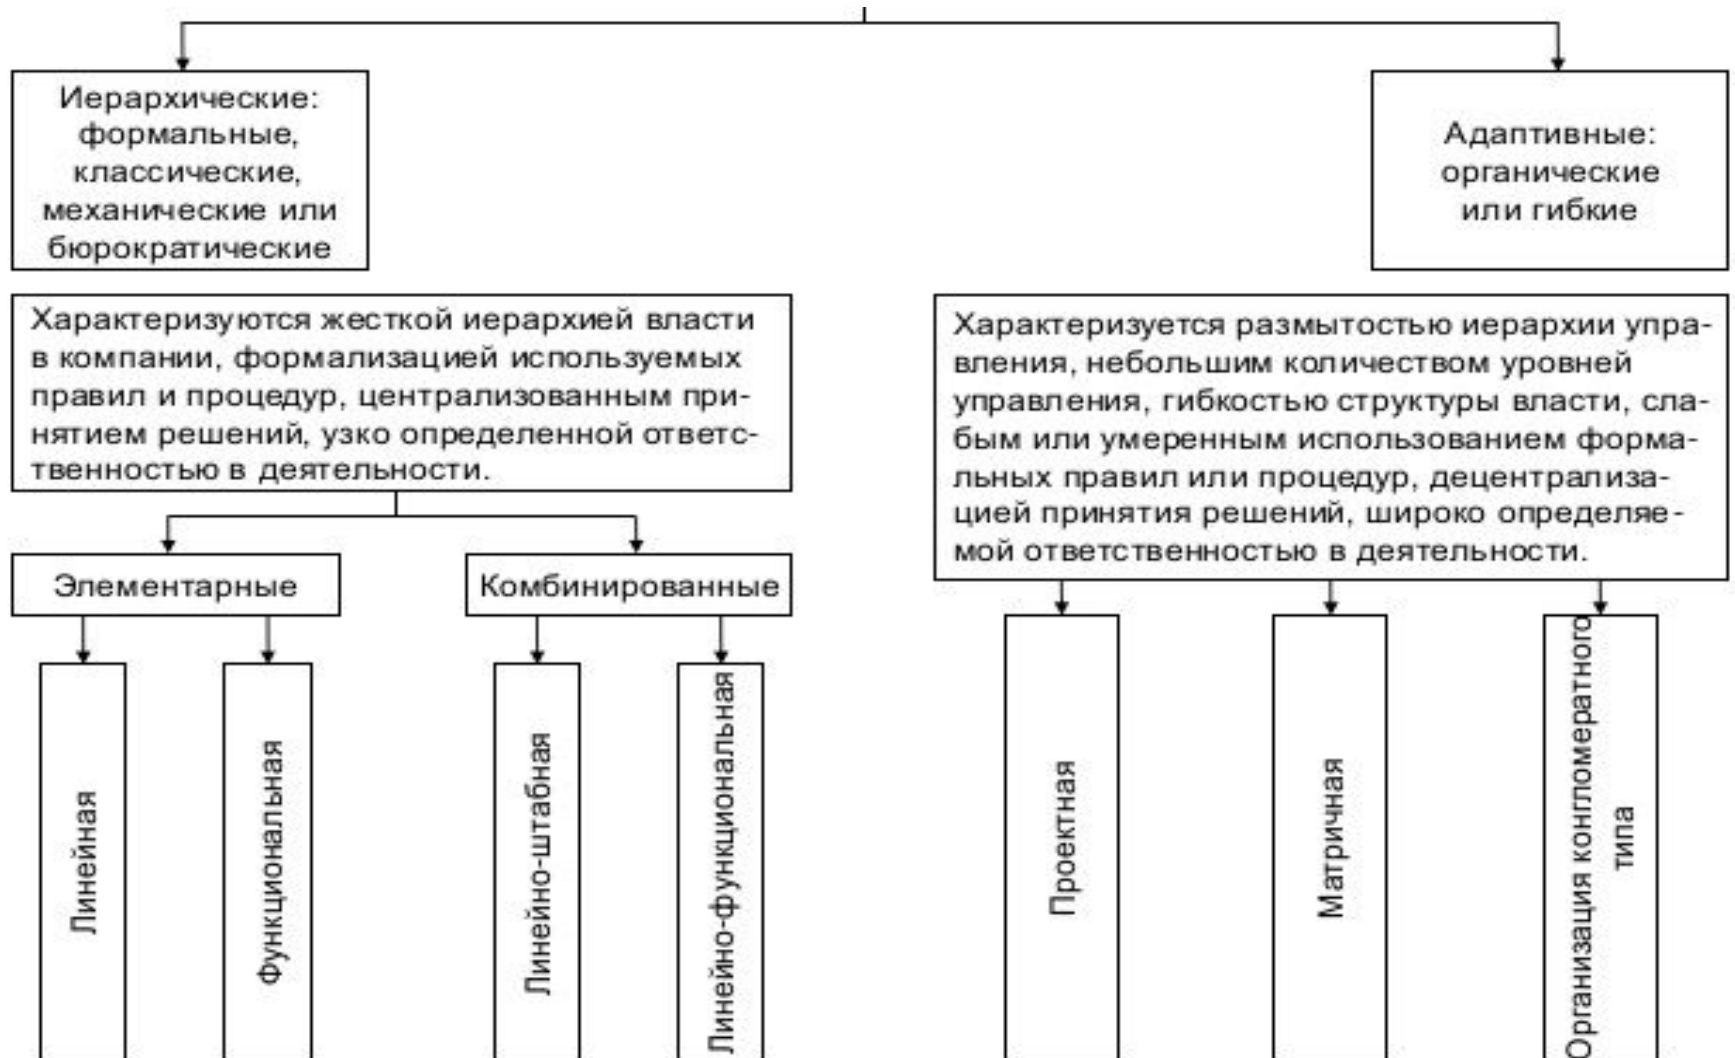 Иерархические:
формальные,
классические,
механические или
бюрократические
Адаптивные:
органические
или гибкие
Характеризуются жесткой иерархией власти
в компании, формализацией используемых
правил и процедур, централизованным при-
нятием решений, узко определенной ответс-
твенностью в деятельности.
Характеризуется размытостью иерархии упра-
вления, небольшим количеством уровней
управления, гибкостью структуры власти, сла-
бым или умеренным использованием форма-
льных правил или процедур, децентрализа-
цией принятия решений, широко определяе-
мой ответственностью в деятельности.
Элементарные
Комбинированные
Линейная
Функциональная
Линейно-штабная
Линейно-функциональная
Проектная
Матричная
Организация конгломератного
типа